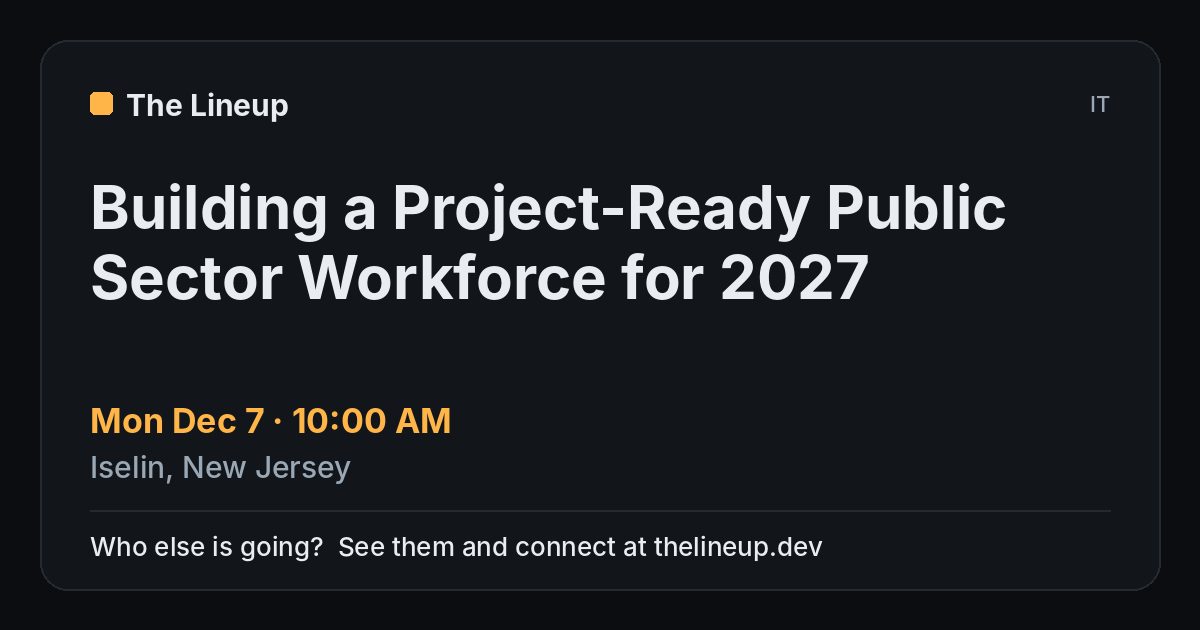 The Lineup
IT
Building a Project-Ready Public
Sector Workforce for 2027
Mon Dec 7 · 10:00 AM
Iselin, New Jersey
Who else is going? See them and connect at thelineup.dev